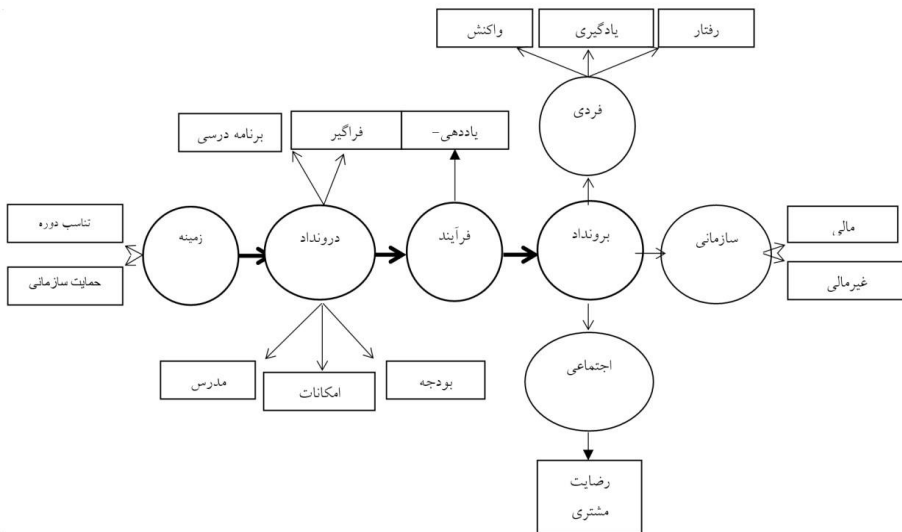 واکنش
یادگیری
رفتار
فردی
برنامه درسی
فراگیر
یاددهی-
تناسب دوره
حمایت سازمانی
زمینه
درونداد
فرآیند
برونداد
سازمانی
مالی
غیرمالی
مدرس
امکانات
بودجه
اجتماعی
رضایت
مشتری